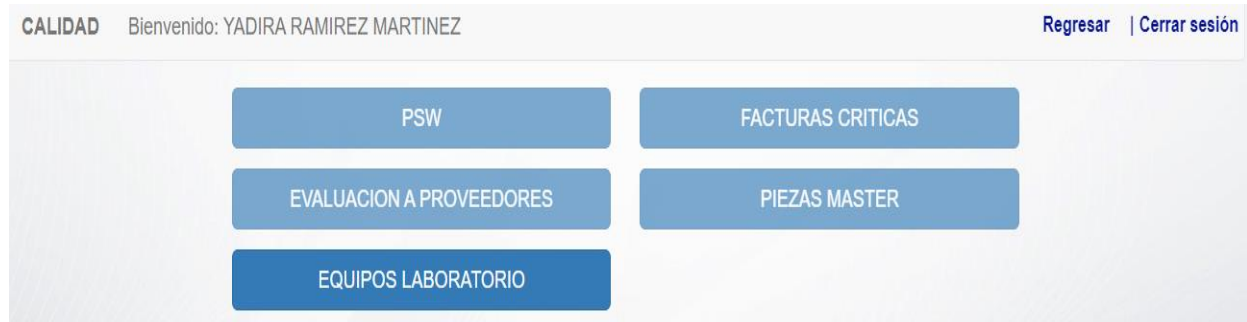 CALIDAD Bienvenido: YADIRA RAMIREZ MARTINEZ Regresar | Cerrar sesión
PSW FACTURAS CRITICAS
EVALUACION A PROVEEDORES PIEZAS MASTER
EQUIPOS LABORATORIO